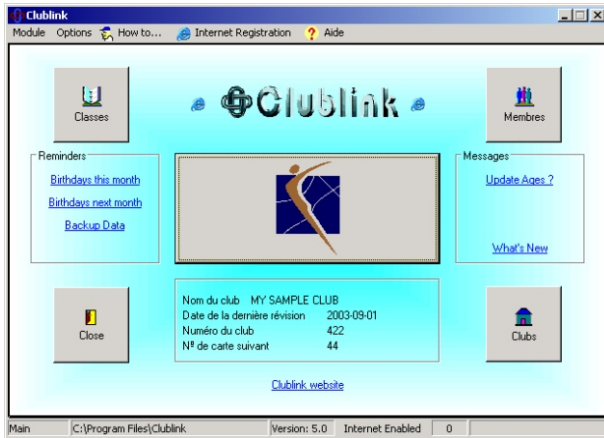 Clublink
Module Options How to... Internet Registration Aide
Classes
Clublink
Membres
Reminders
Birthdays this month
Birthdays next month
Backup Data
Messages
Update Ages ?
What's New
Close
Nom du club MY SAMPLE CLUB
Date de la dernière révision 2003-09-01
Numéro du club 422
Nº de carte suivant 44
Clubs
Clublink website
Main C:\Program Files\Clublink Version: 5.0 Internet Enabled 0